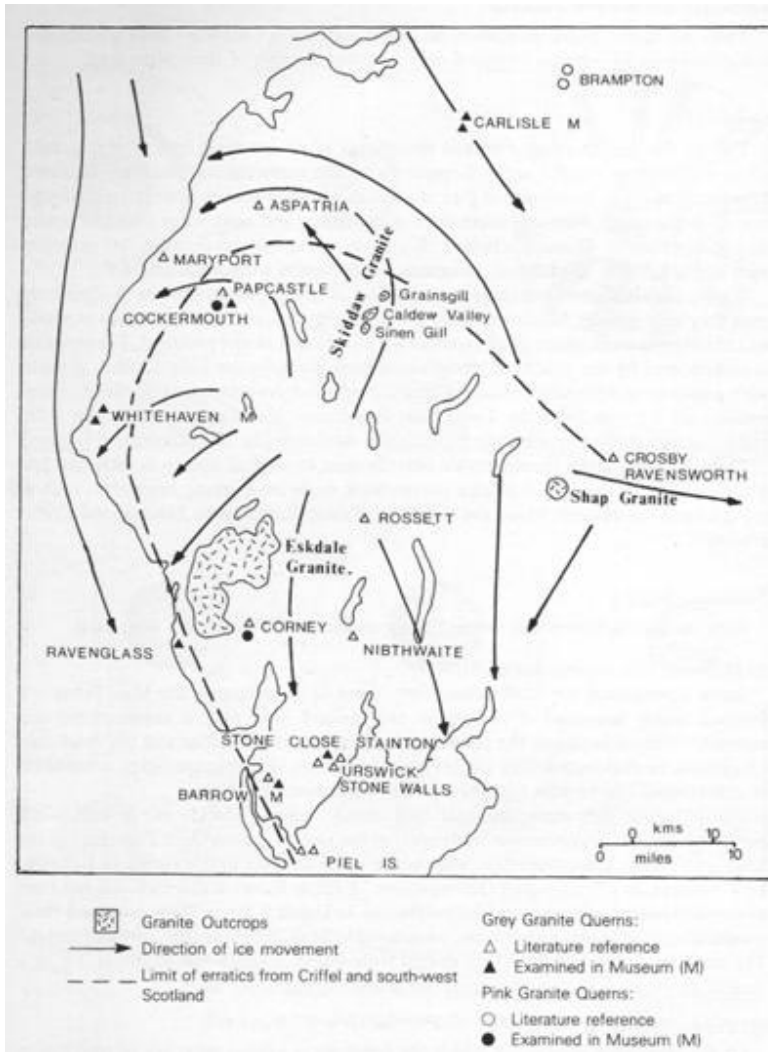 BRAMPTON
CARLISLE M
ASPATRIA
MARYPORT
PAPCASTLE
COCKERMOUTH
Skiddaw Granite
Grainsgill
Caldew Valley
Sinen Gill
WHITEHAVEN M
CROSBY
RAVENSWORTH
Shap Granite
ROSSETT
Eskdale
Granite.
CORNEY
NIBTHWAITE
RAVENGLASS
STONE CLOSE STAINTON
URSWICK
STONE WALLS
BARROW M
PIEL IS.
kms
0 10
0 miles 10
Granite Outcrops
Direction of ice movement
Limit of erratics from Criffel and south-west
Scotland
Grey Granite Querns:
Literature reference
Examined in Museum (M)
Pink Granite Querns:
Literature reference
Examined in Museum (M)